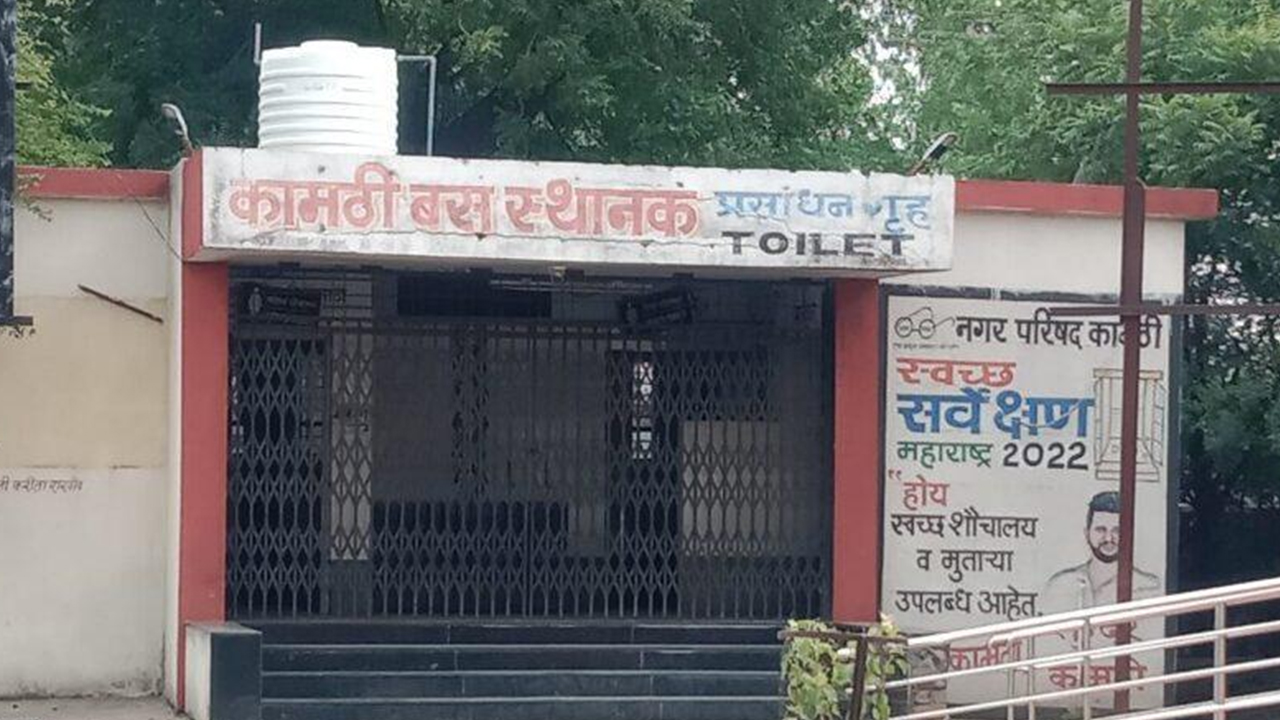 कामठी बस स्थानक प्रसाधन गृह
TOILET
नगर परिषद कामठी
स्वच्छ
सर्वेक्षण
महाराष्ट्र 2022
"होय
स्वच्छ शौचालय
व मुताऱ्या
उपलब्ध आहेत.
कामठी